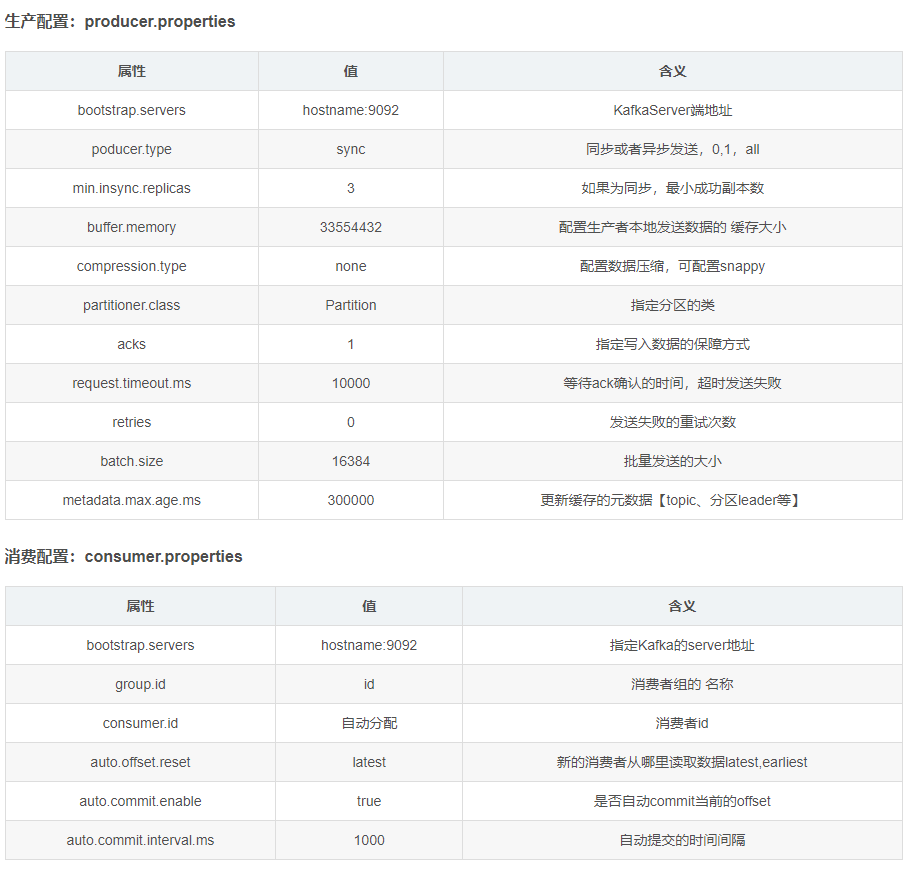 生产配置：producer.properties
属性 值 含义
bootstrap.servers hostname:9092 KafkaServer端地址
poducer.type sync 同步或者异步发送，0,1，all
min.insync.replicas 3 如果为同步，最小成功副本数
buffer.memory 33554432 配置生产者本地发送数据的 缓存大小
compression.type none 配置数据压缩，可配置snappy
partitioner.class Partition 指定分区的类
acks 1 指定写入数据的保障方式
request.timeout.ms 10000 等待ack确认的时间，超时发送失败
retries 0 发送失败的重试次数
batch.size 16384 批量发送的大小
metadata.max.age.ms 300000 更新缓存的元数据【topic、分区leader等】
消费配置：consumer.properties
属性 值 含义
bootstrap.servers hostname:9092 指定Kafka的server地址
group.id id 消费者组的 名称
consumer.id 自动分配 消费者id
auto.offset.reset latest 新的消费者从哪里读取数据latest,earliest
auto.commit.enable true 是否自动commit当前的offset
auto.commit.interval.ms 1000 自动提交的时间间隔